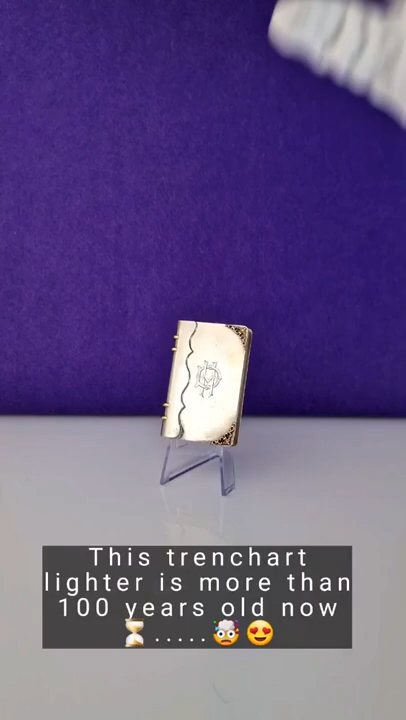 This trenchart
lighter is more than
100 years old now
⏳.....🤯😍